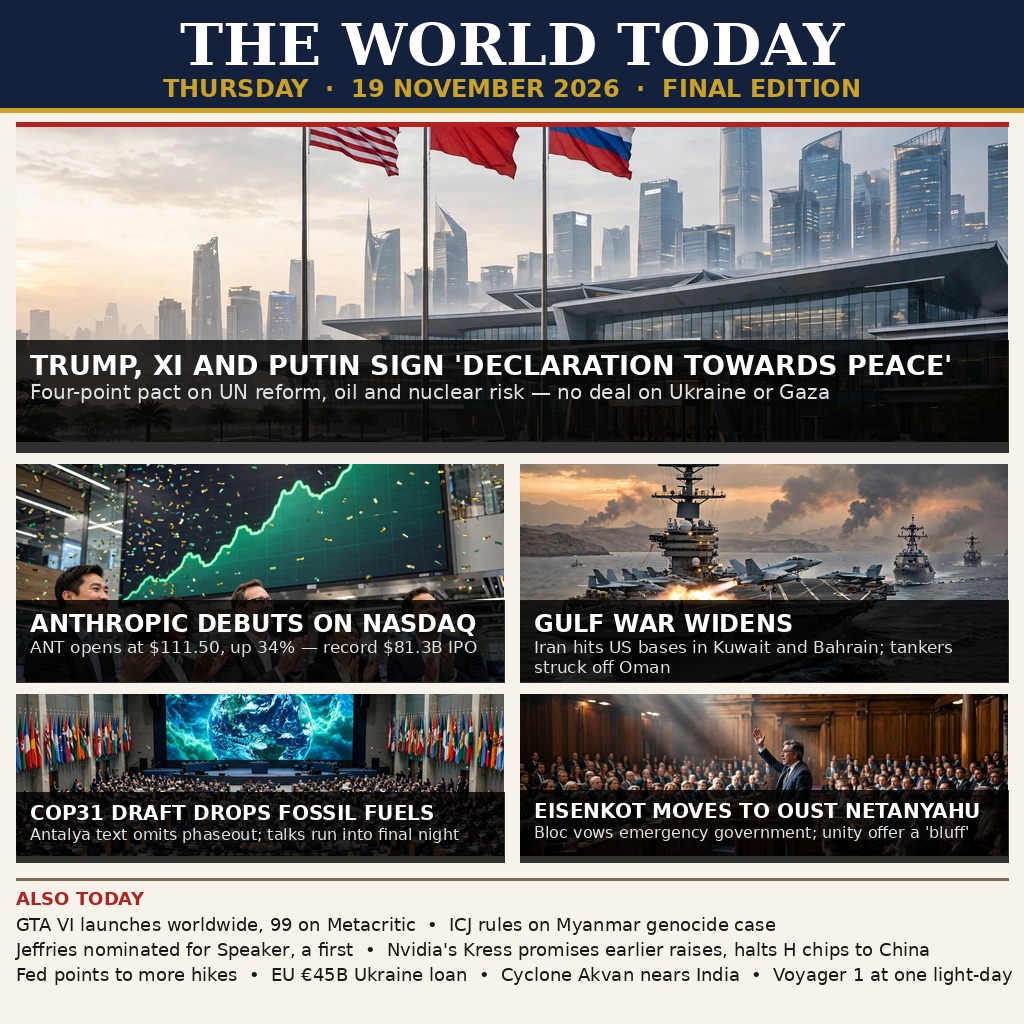 THE WORLD TODAY
THURSDAY · 19 NOVEMBER 2026 · FINAL EDITION
TRUMP, XI AND PUTIN SIGN 'DECLARATION TOWARDS PEACE'
Four-point pact on UN reform, oil and nuclear risk — no deal on Ukraine or Gaza
ANTHROPIC DEBUTS ON NASDAQ
ANT opens at $111.50, up 34% — record $81.3B IPO
GULF WAR WIDENS
Iran hits US bases in Kuwait and Bahrain; tankers
struck off Oman
COP31 DRAFT DROPS FOSSIL FUELS
Antalya text omits phaseout; talks run into final night
EISENKOT MOVES TO OUST NETANYAHU
Bloc vows emergency government; unity offer a 'bluff'
ALSO TODAY
GTA VI launches worldwide, 99 on Metacritic • ICJ rules on Myanmar genocide case
Jeffries nominated for Speaker, a first • Nvidia's Kress promises earlier raises, halts H chips to China
Fed points to more hikes • EU €45B Ukraine loan • Cyclone Akvan nears India • Voyager 1 at one light-day